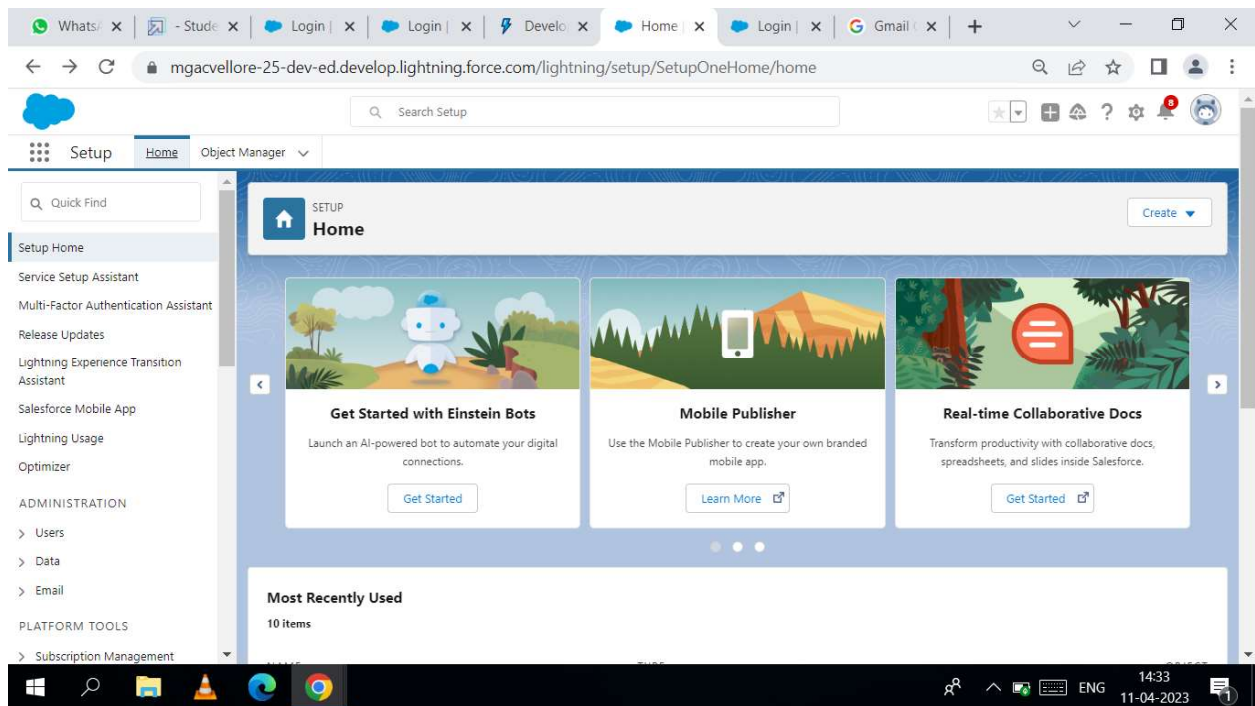 Whats
- Stude
Login |
Login |
Develo
Home
Login |
Gmail
mgacvellore-25-dev-ed.develop.lightning.force.com/lightning/setup/SetupOneHome/home
Search Setup
8
Setup Home Object Manager
Quick Find
Setup Home
Service Setup Assistant
Multi-Factor Authentication Assistant
Release Updates
Lightning Experience Transition
Assistant
Salesforce Mobile App
Lightning Usage
Optimizer
ADMINISTRATION
Users
Data
Email
PLATFORM TOOLS
Subscription Management
SETUP
Home
Create
Get Started with Einstein Bots
Launch an AI-powered bot to automate your digital
connections.
Get Started
Mobile Publisher
Use the Mobile Publisher to create your own branded
mobile app.
Learn More
Real-time Collaborative Docs
Transform productivity with collaborative docs,
spreadsheets, and slides inside Salesforce.
Get Started
Most Recently Used
10 items
ENG
14:33
11-04-2023
1